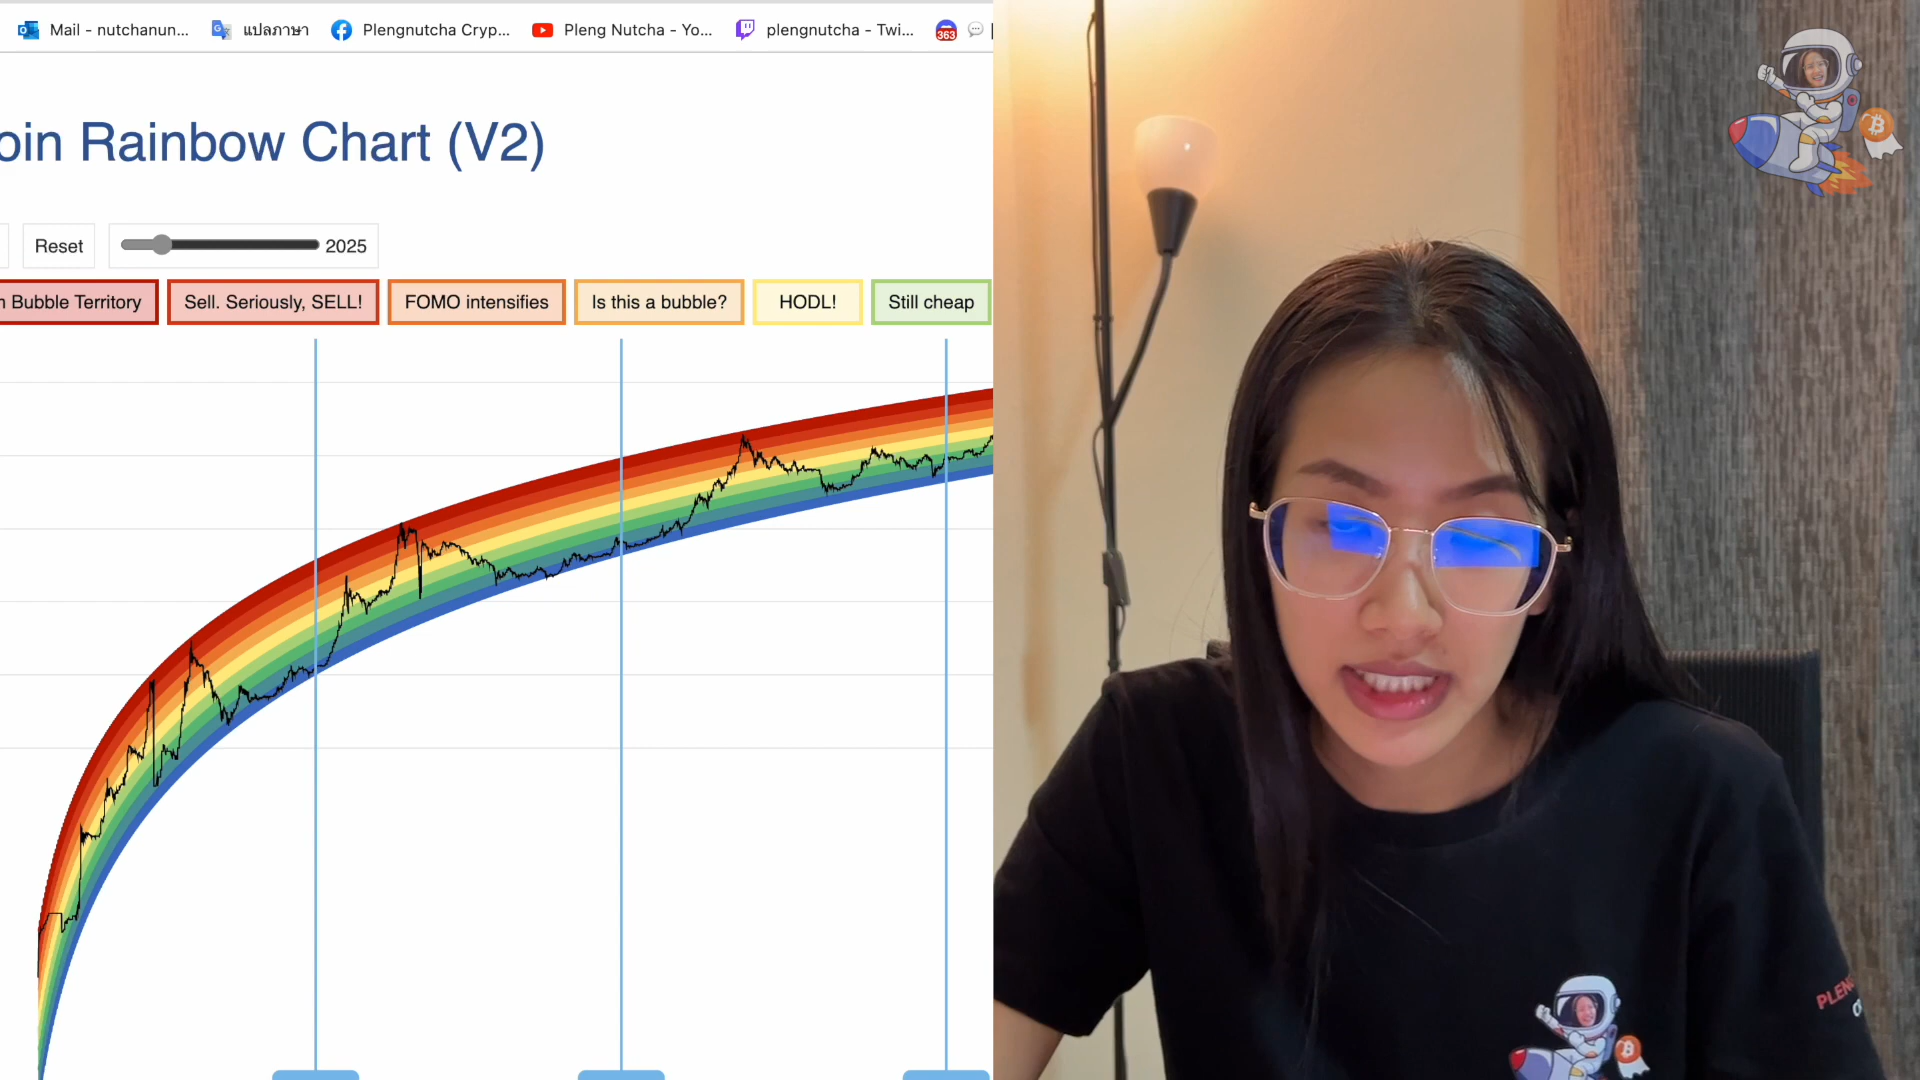 Mail - nutchanun... แปลภาษา Plengnutcha Cryp... Pleng Nutcha - Yo... plengnutcha - Twi... 363
oin Rainbow Chart (V2)
Reset 2025
Bubble Territory Sell. Seriously, SELL! FOMO intensifies Is this a bubble? HODL! Still cheap
PLEN